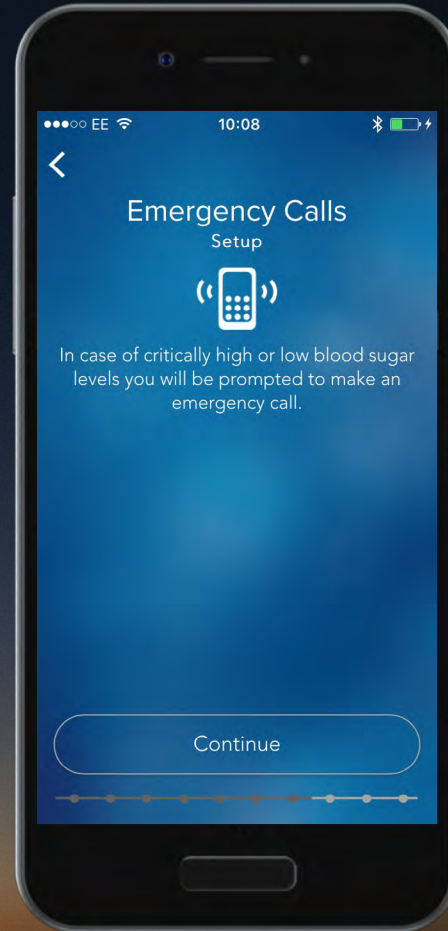 EE
10:08
Emergency Calls
Setup
In case of critically high or low blood sugar
levels you will be prompted to make an
emergency call.
Continue